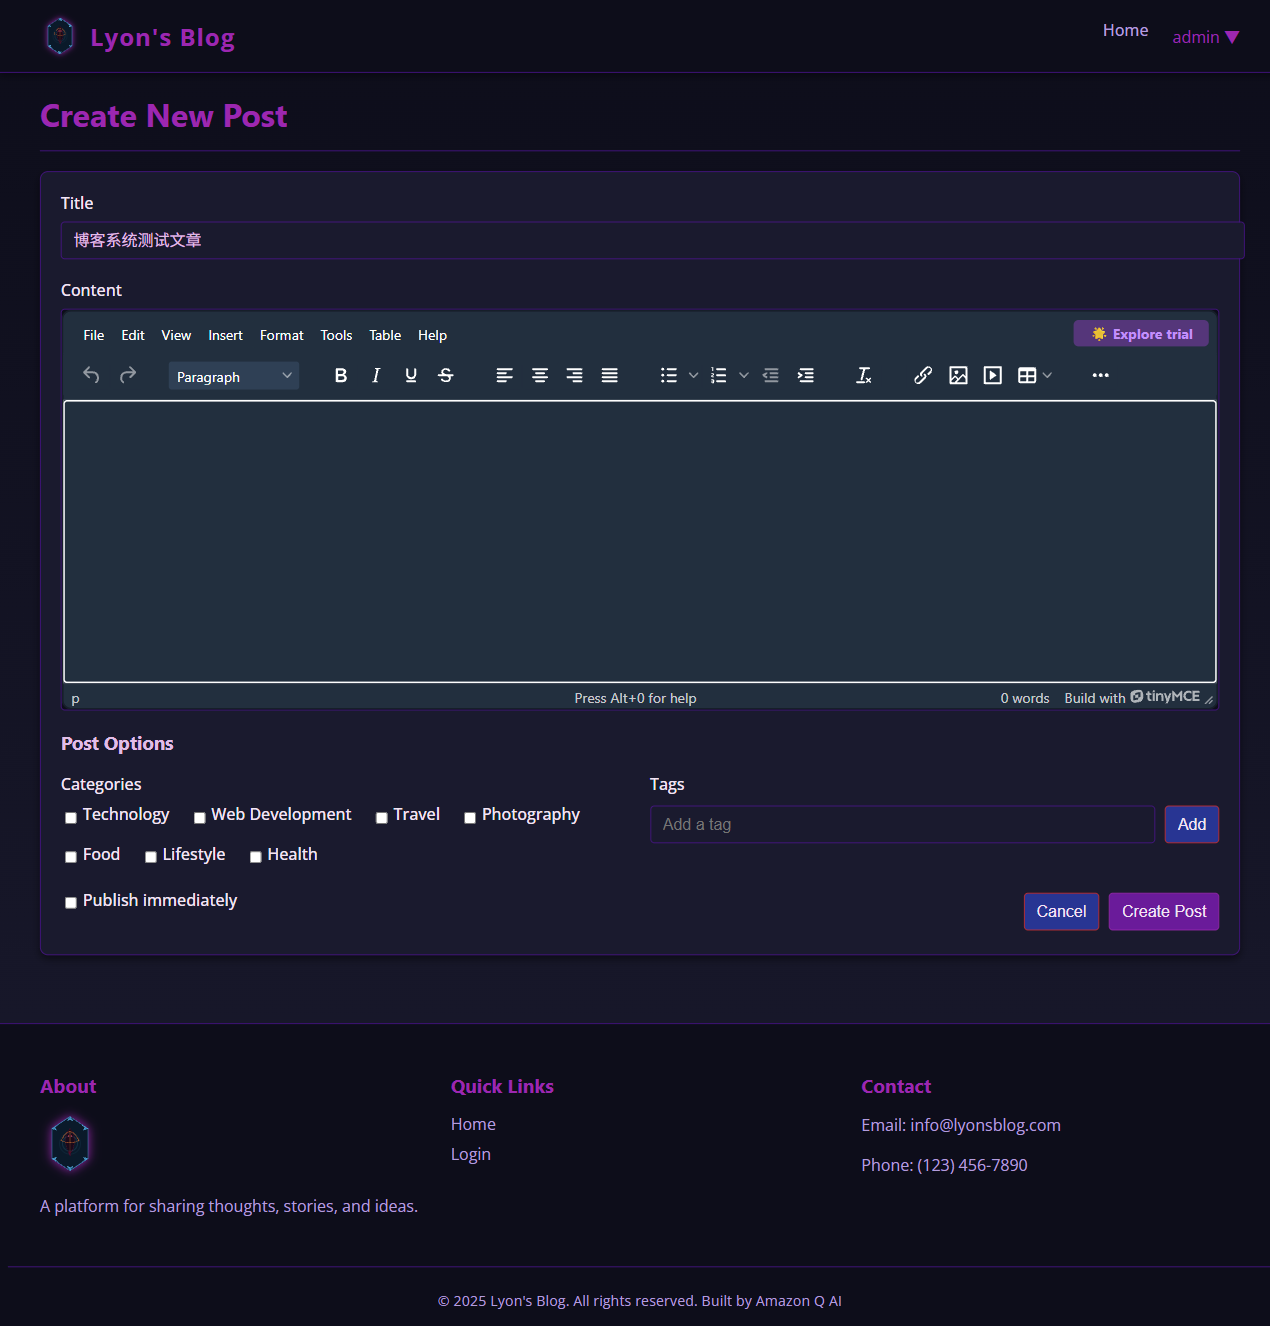 Lyon's Blog
Home
admin ▼
Create New Post
Title
博客系统测试文章
Content
File Edit View Insert Format Tools Table Help
Explore trial
Paragraph
p
Press Alt+0 for help
0 words
Build with tinyMCE
Post Options
Categories
Technology Web Development Travel Photography
Food Lifestyle Health
Tags
Add a tag
Add
Publish immediately
Cancel
Create Post
About
A platform for sharing thoughts, stories, and ideas.
Quick Links
Home
Login
Contact
Email: info@lyonsblog.com
Phone: (123) 456-7890
© 2025 Lyon's Blog. All rights reserved. Built by Amazon Q AI